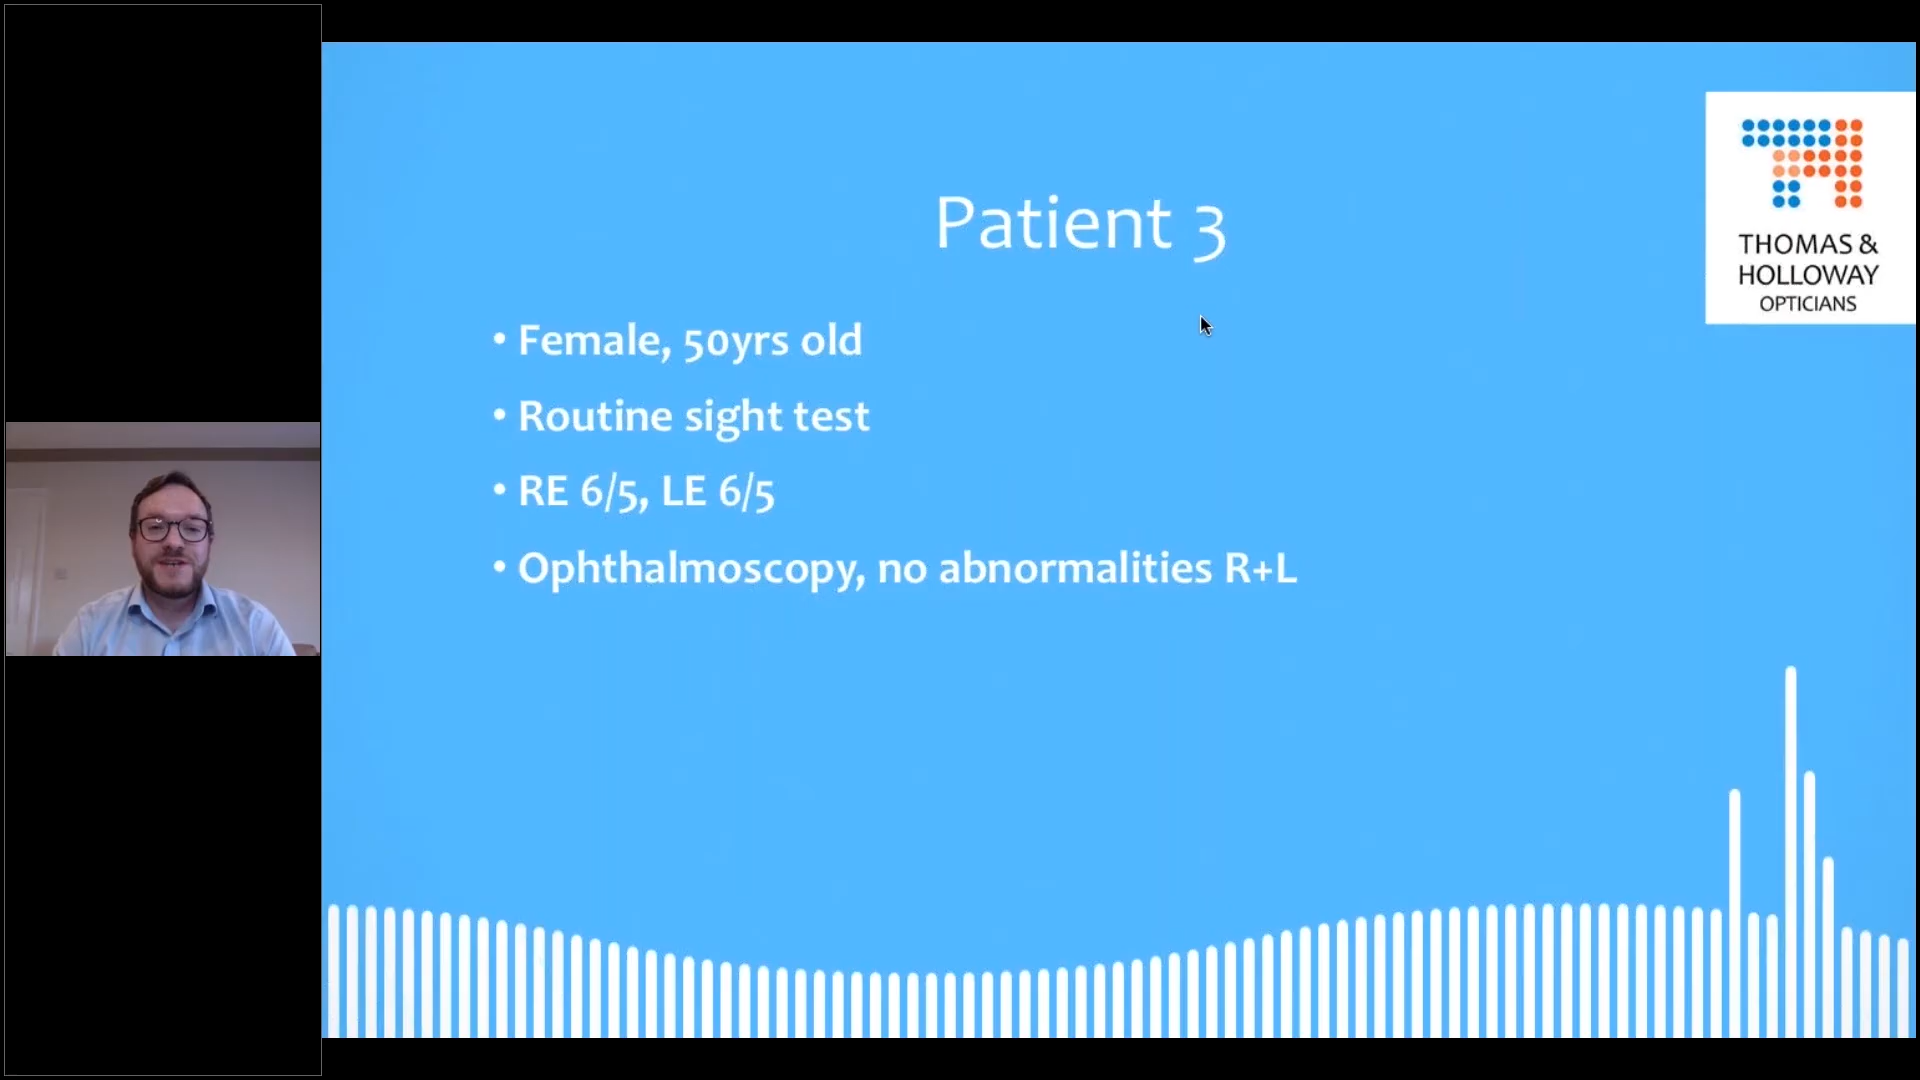 Patient 3
• Female, 50yrs old
• Routine sight test
• RE 6/5, LE 6/5
• Ophthalmoscopy, no abnormalities R+L
THOMAS &
HOLLOWAY
OPTICIANS